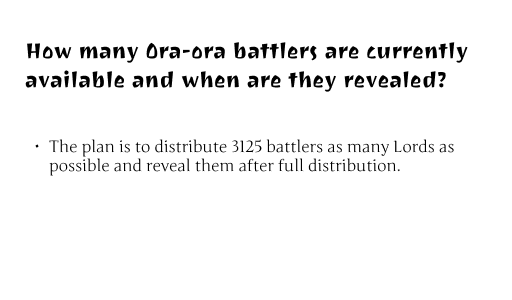 How many Ora-ora battlers are currently
available and when are they revealed?
• The plan is to distribute 3125 battlers as many Lords as
possible and reveal them after full distribution.